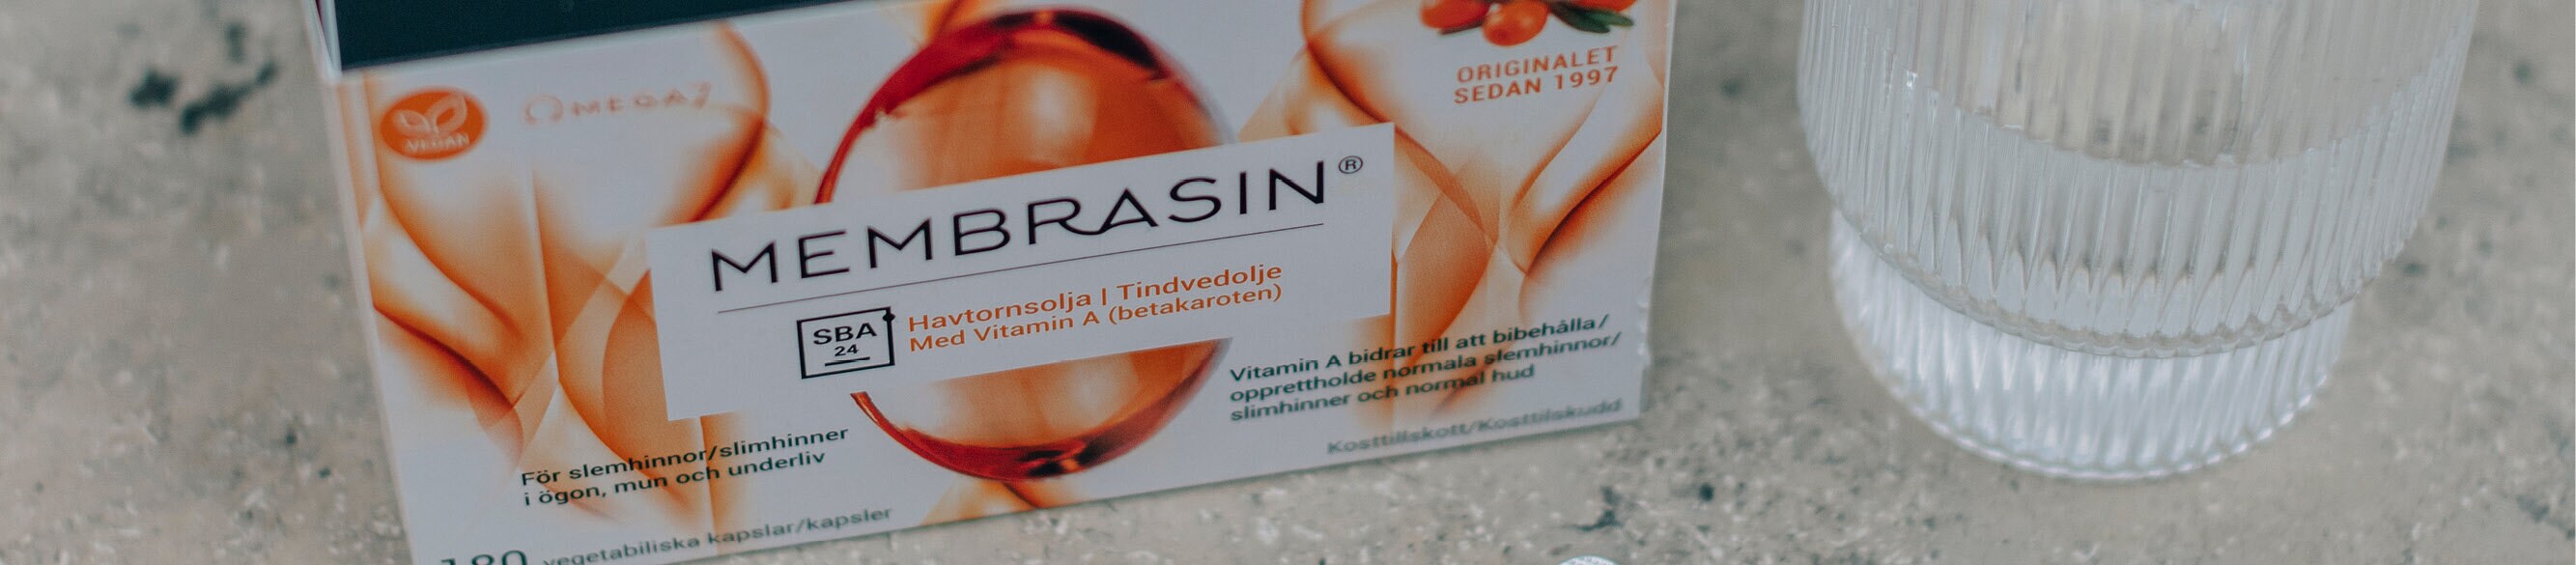 VEGAN
OMEGA7
ORIGINALET
SEDAN 1997
MEMBRASIN®
SBA
24
Havtornsolja | Tindvedolje
Med Vitamin A (betakaroten)
Vitamin A bidrar till att bibehålla/
opprettholde normala slemhinnor/
slimhinner och normal hud
För slemhinnor/slimhinner
i ögon, mun och underliv
Kosttillskott/Kosttilskudd
180 vegetabiliska kapslar/kapsler